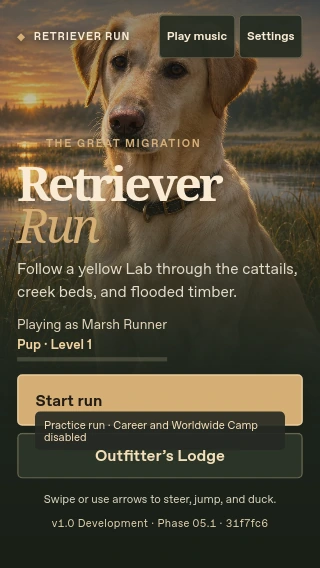 RETRIEVER RUN
Play music
Settings
THE GREAT MIGRATION
Retriever
Run
Follow a yellow Lab through the cattails,
creek beds, and flooded timber.
Playing as Marsh Runner
Pup · Level 1
Start run
Practice run · Career and Worldwide Camp
disabled
Outfitter’s Lodge
Swipe or use arrows to steer, jump, and duck.
v1.0 Development · Phase 05.1 · 31f7fc6